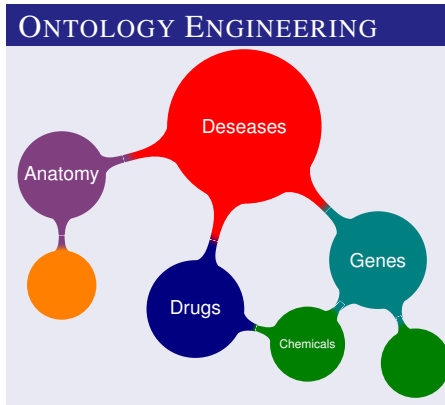 ONTOLOGY ENGINEERING
Deseases
Anatomy
Genes
Drugs
Chemicals